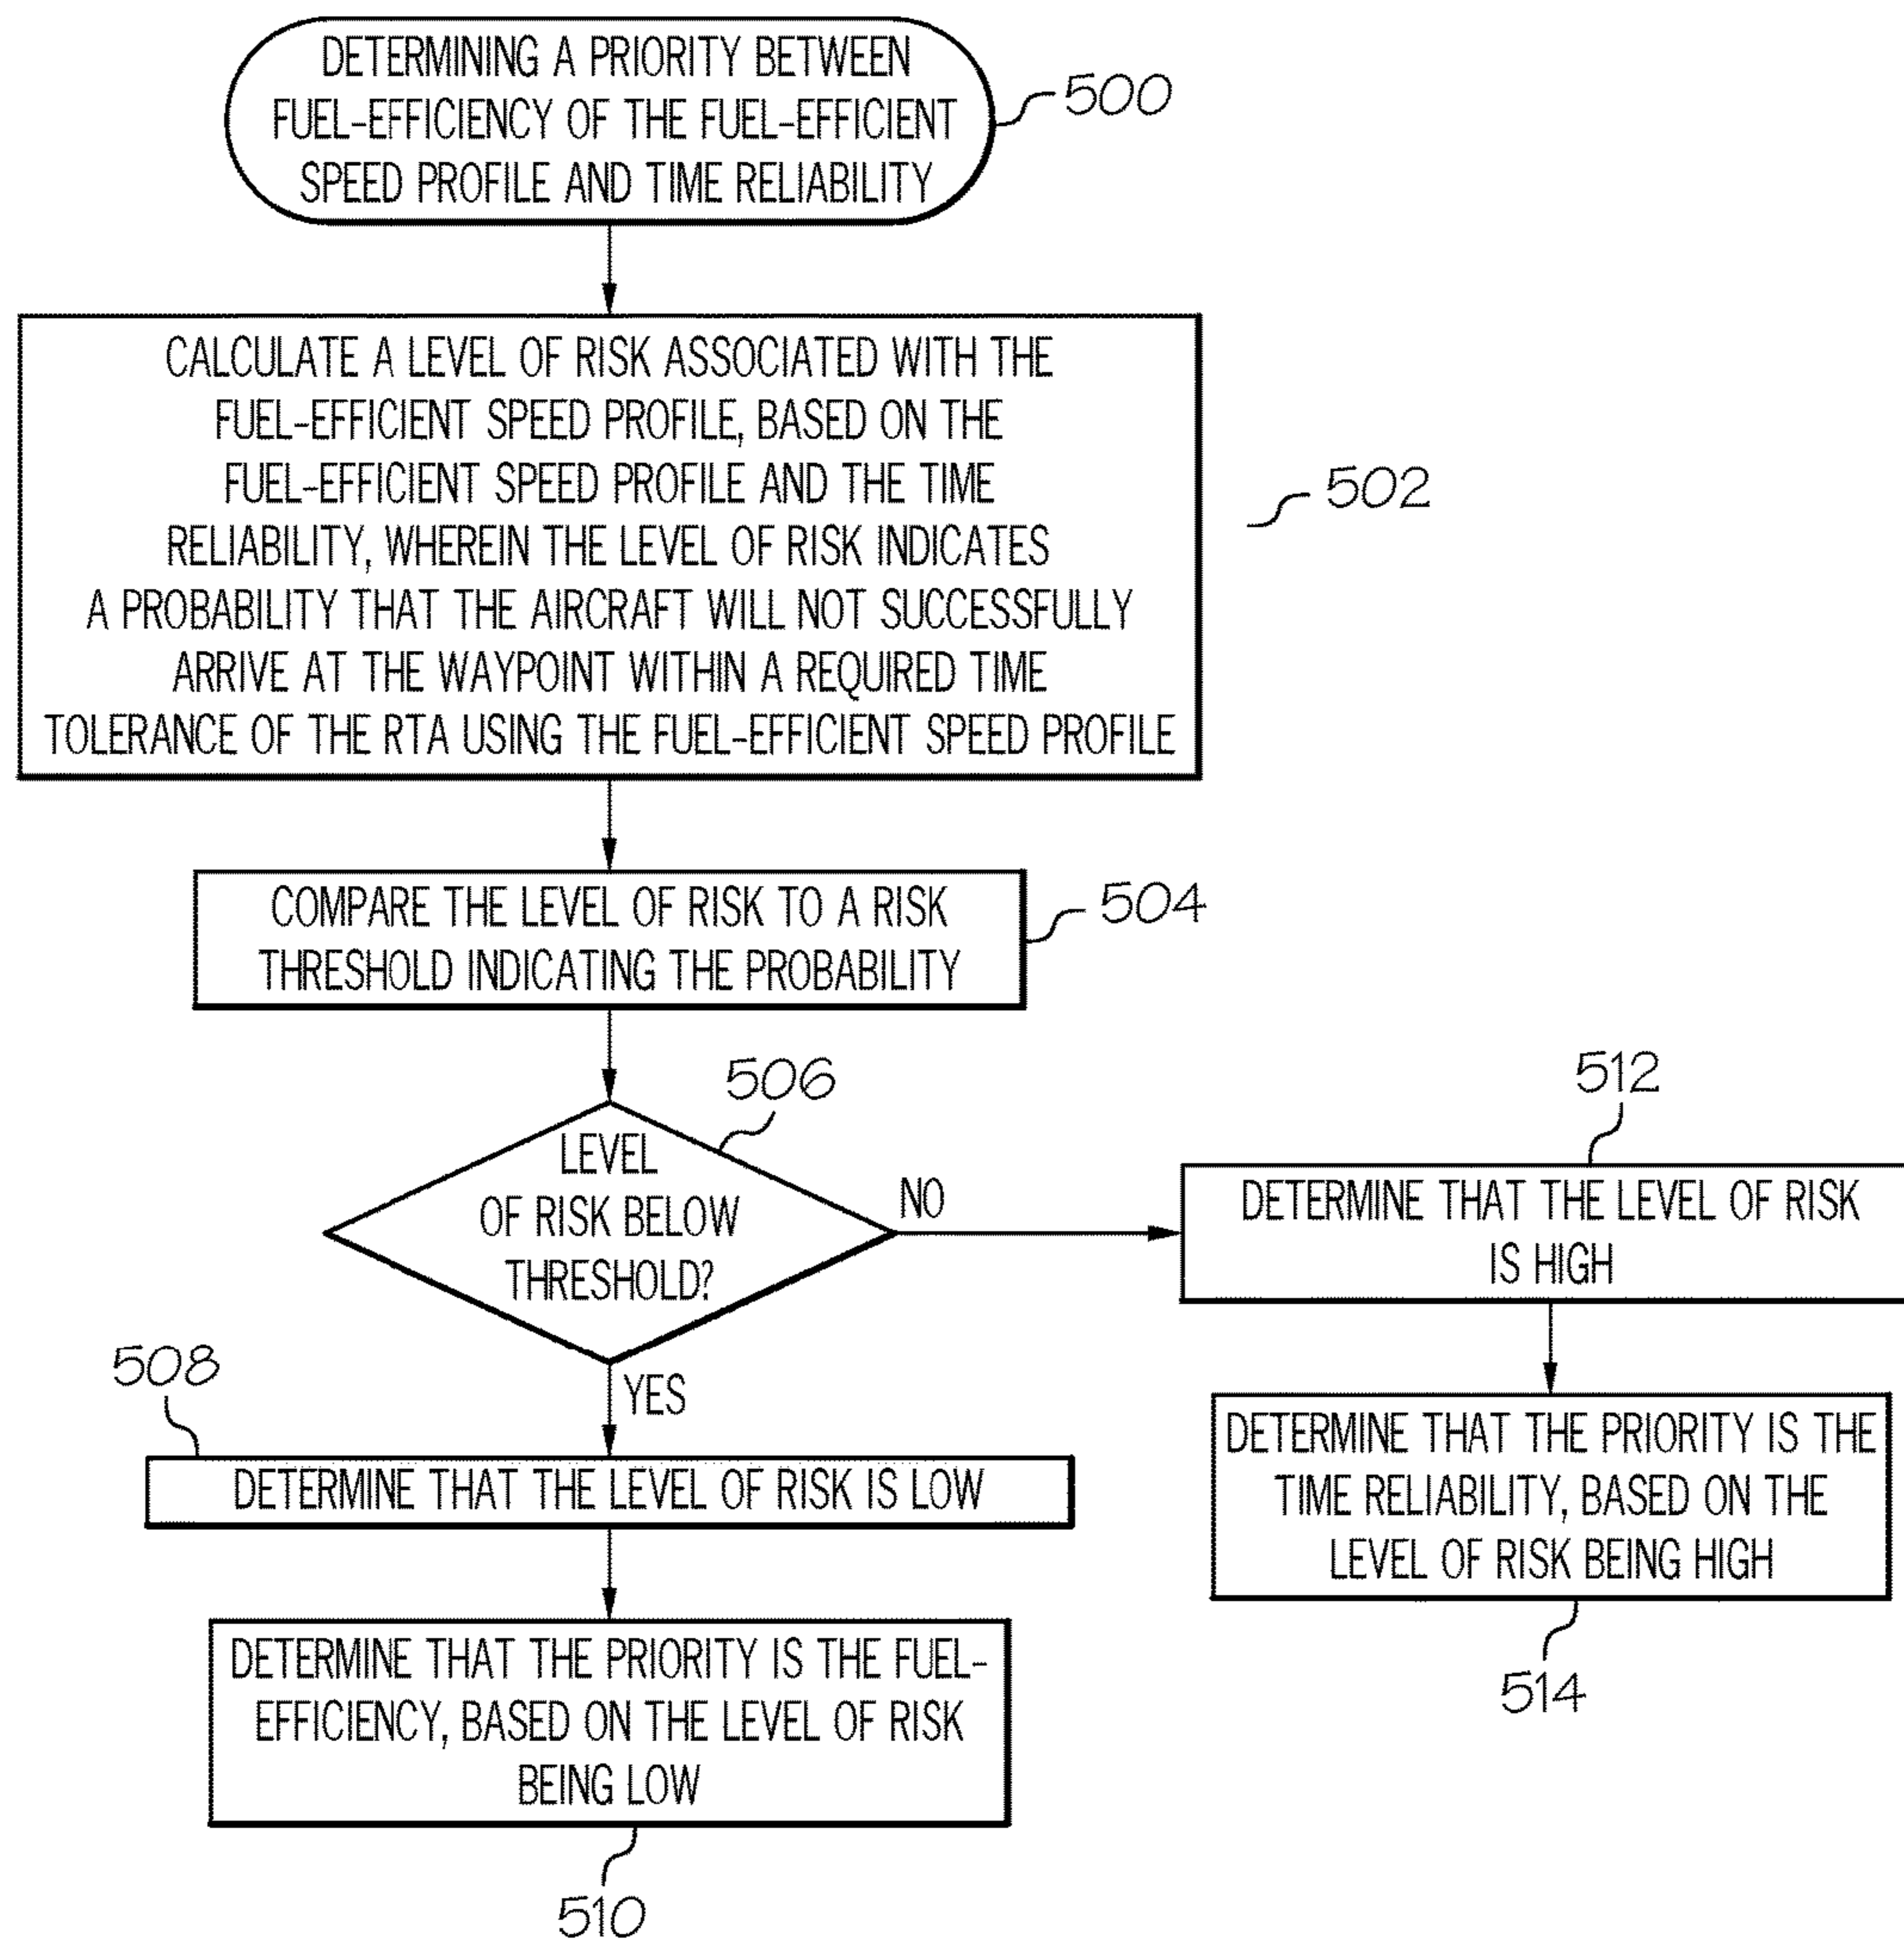 DETERMINING A PRIORITY BETWEEN
FUEL-EFFICIENCY OF THE FUEL-EFFICIENT
SPEED PROFILE AND TIME RELIABILITY
500
CALCULATE A LEVEL OF RISK ASSOCIATED WITH THE
FUEL-EFFICIENT SPEED PROFILE, BASED ON THE
FUEL-EFFICIENT SPEED PROFILE AND THE TIME
RELIABILITY, WHEREIN THE LEVEL OF RISK INDICATES
A PROBABILITY THAT THE AIRCRAFT WILL NOT SUCCESSFULLY
ARRIVE AT THE WAYPOINT WITHIN A REQUIRED TIME
TOLERANCE OF THE RTA USING THE FUEL-EFFICIENT SPEED PROFILE
502
COMPARE THE LEVEL OF RISK TO A RISK
THRESHOLD INDICATING THE PROBABILITY
504
506
LEVEL
OF RISK BELOW
THRESHOLD?
NO
YES
512
DETERMINE THAT THE LEVEL OF RISK
IS HIGH
DETERMINE THAT THE PRIORITY IS THE
TIME RELIABILITY, BASED ON THE
LEVEL OF RISK BEING HIGH
514
508
DETERMINE THAT THE LEVEL OF RISK IS LOW
DETERMINE THAT THE PRIORITY IS THE FUEL-
EFFICIENCY, BASED ON THE LEVEL OF RISK
BEING LOW
510